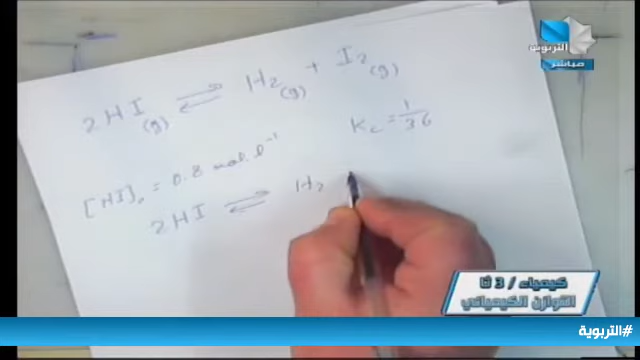 التربوية
مباشر
2HI(g) ⇌ H2(g) + I2(g)
Kc = 1/36
[HI]0 = 0.8 mol.l⁻¹
2HI ⇌ H2
كيمياء / 3 ثا
التوازن الكيميائي
#التربوية